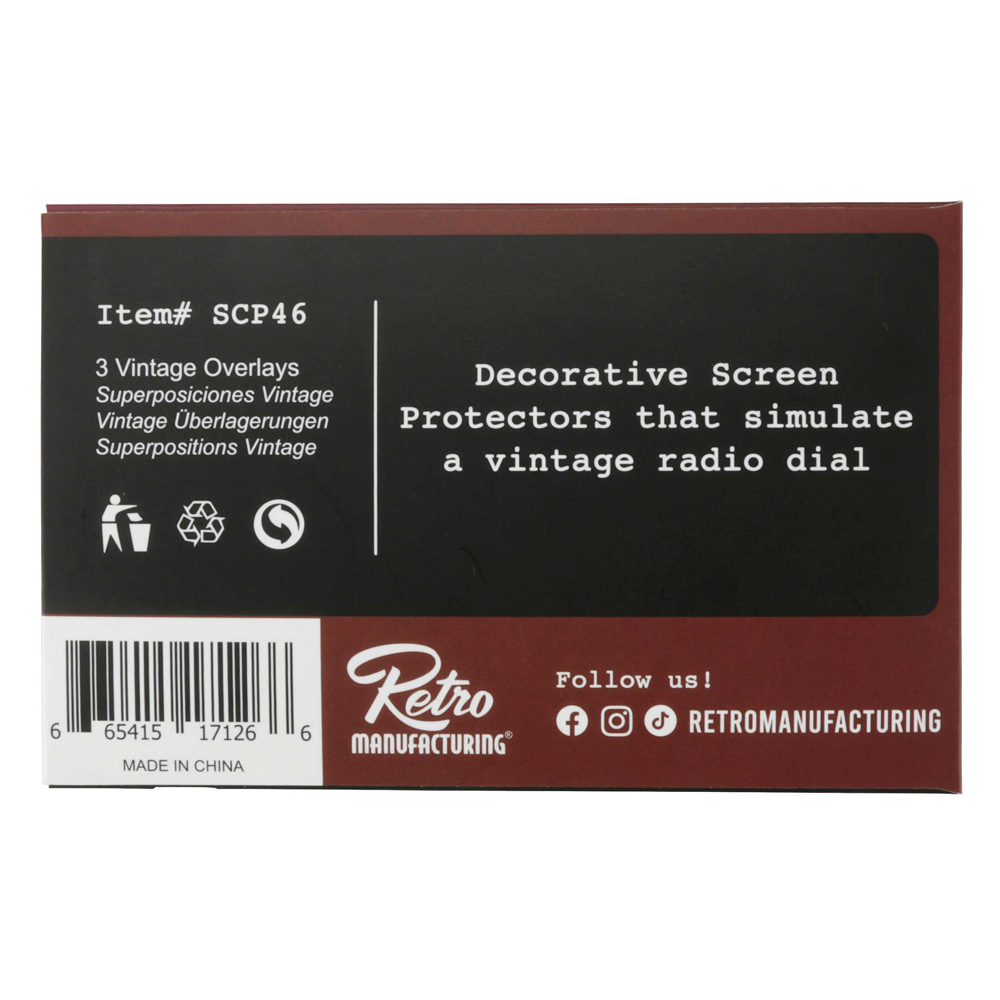 Item# SCP46
3 Vintage Overlays
Superposiciones Vintage
Vintage Überlagerungen
Superpositions Vintage
Decorative Screen
Protectors that simulate
a vintage radio dial
6 65415 17126 6
MADE IN CHINA
Retro
MANUFACTURING®
Follow us!
RETROMANUFACTURING